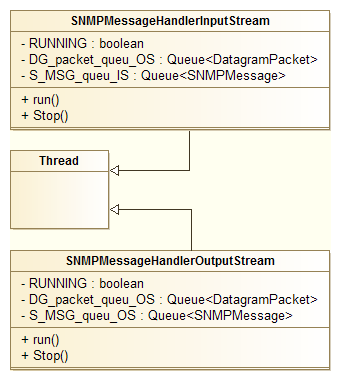 SNMPMessageHandlerInputStream
- RUNNING : boolean
- DG_packet_queu_OS : Queue<DatagramPacket>
- S_MSG_queu_IS : Queue<SNMPMessage>
+ run()
+ Stop()
Thread
SNMPMessageHandlerOutputStream
- RUNNING : boolean
- DG_packet_queu_OS : Queue<DatagramPacket>
- S_MSG_queu_OS : Queue<SNMPMessage>
+ run()
+ Stop()